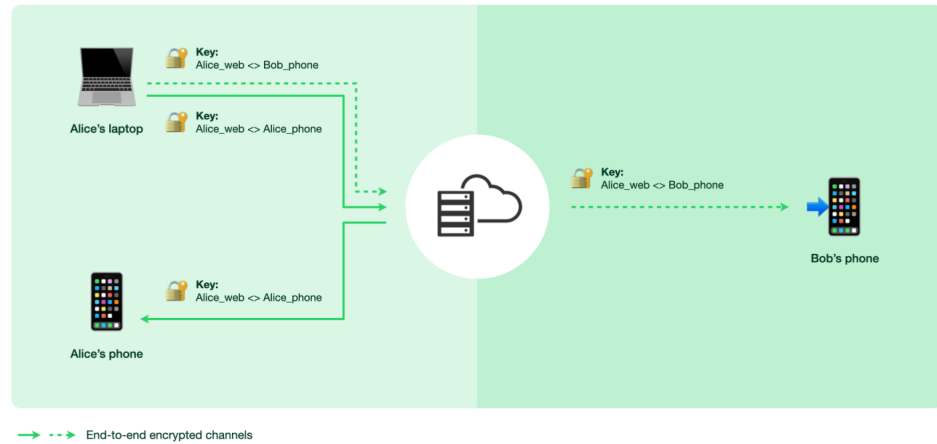 Key:
Alice_web <> Bob_phone
Alice's laptop
Key:
Alice_web <> Alice_phone
Key:
Alice_web <> Bob_phone
Bob's phone
Key:
Alice_web <> Alice_phone
Alice's phone
End-to-end encrypted channels